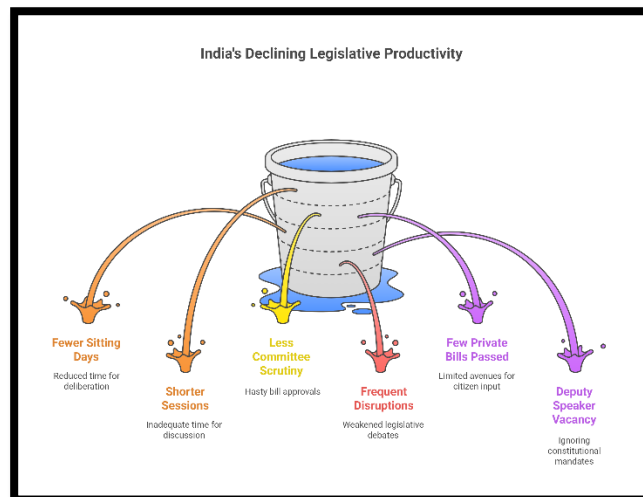 India's Declining Legislative Productivity
Fewer Sitting
Days
Reduced time for
deliberation
Shorter
Sessions
Inadequate time for
discussion
Less
Committee
Scrutiny
Hasty bill approvals
Frequent
Disruptions
Weakened legislative
debates
Few Private
Bills Passed
Limited avenues for
citizen input
Deputy
Speaker
Vacancy
Ignoring
constitutional
mandates